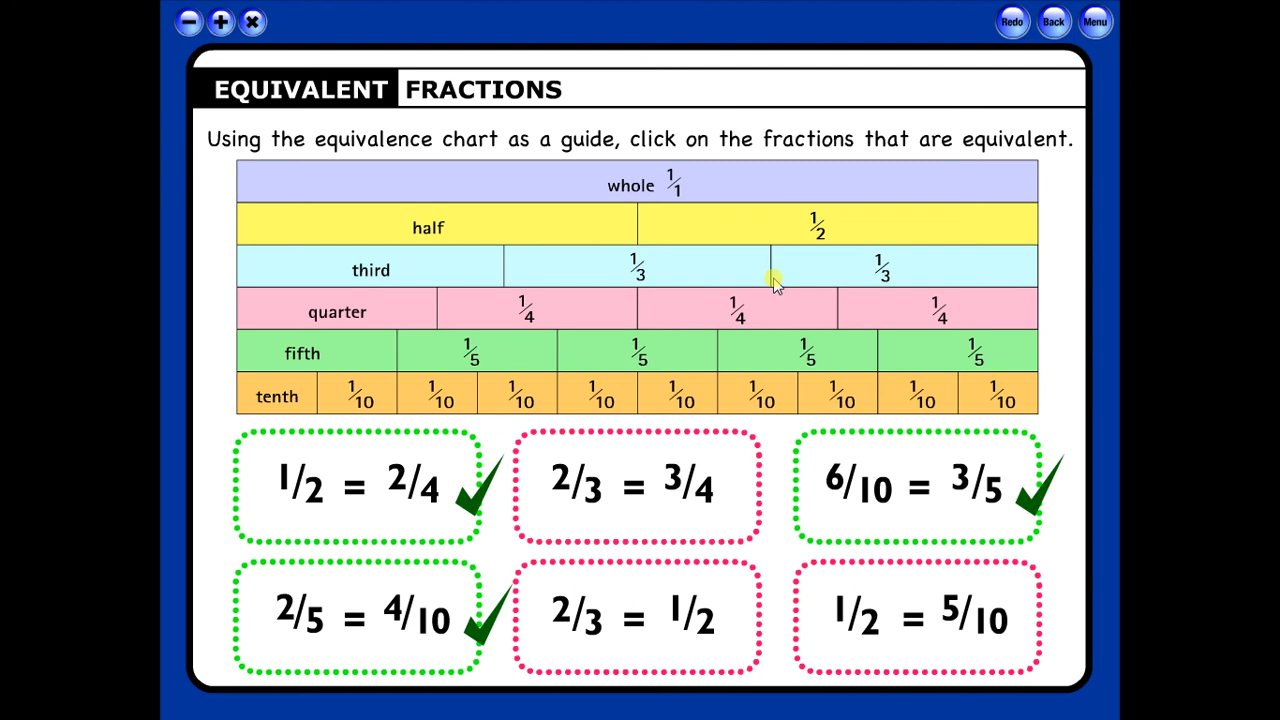 Redo Back Menu
EQUIVALENT FRACTIONS
Using the equivalence chart as a guide, click on the fractions that are equivalent.
whole 1/1
half 1/2
third 1/3 1/3
quarter 1/4 1/4 1/4
fifth 1/5 1/5 1/5 1/5
tenth 1/10 1/10 1/10 1/10 1/10 1/10 1/10 1/10 1/10
1/2 = 2/4 2/3 = 3/4 6/10 = 3/5
2/5 = 4/10 2/3 = 1/2 1/2 = 5/10